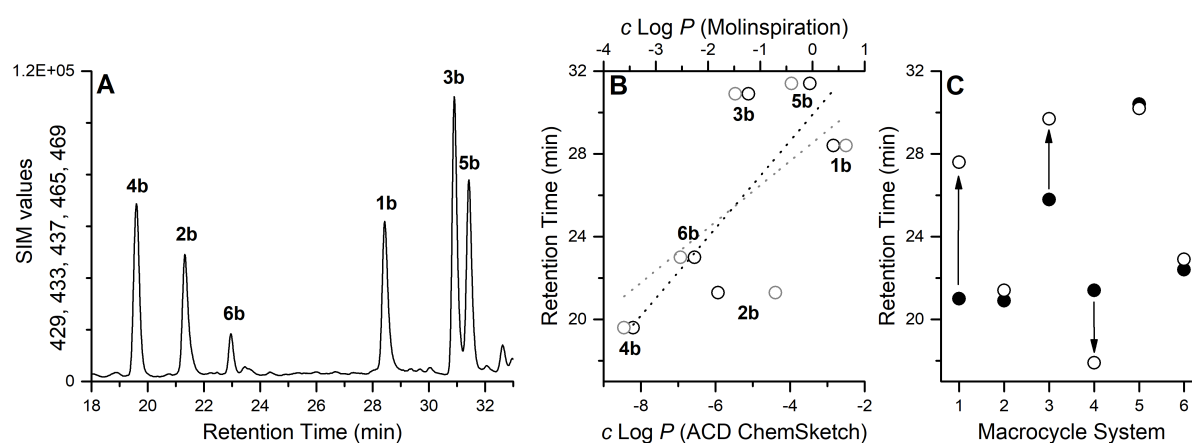 A
1.2E+05
0
SIM values
429, 433, 437, 465, 469
4b
2b
6b
1b
3b
5b
18 20 22 24 26 28 30 32
Retention Time (min)
c Log P (Molinspiration)
-4 -3 -2 -1 0 1
B
32
28
24
20
Retention Time (min)
3b
5b
1b
6b
2b
4b
-8 -6 -4 -2
c Log P (ACD ChemSketch)
C
32
28
24
20
Retention Time (min)
1 2 3 4 5 6
Macrocycle System